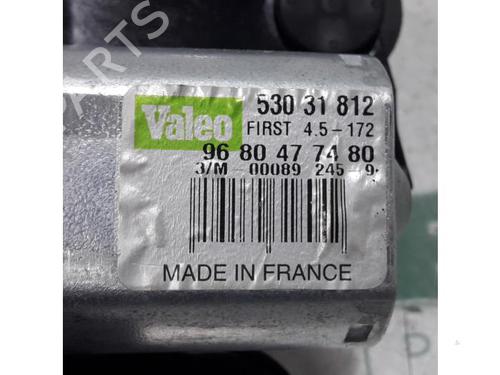 Valeo
530 31 812
FIRST 4.5-172
96 80 47 74 80
3/M 00089 245 9
MADE IN FRANCE
PARTS